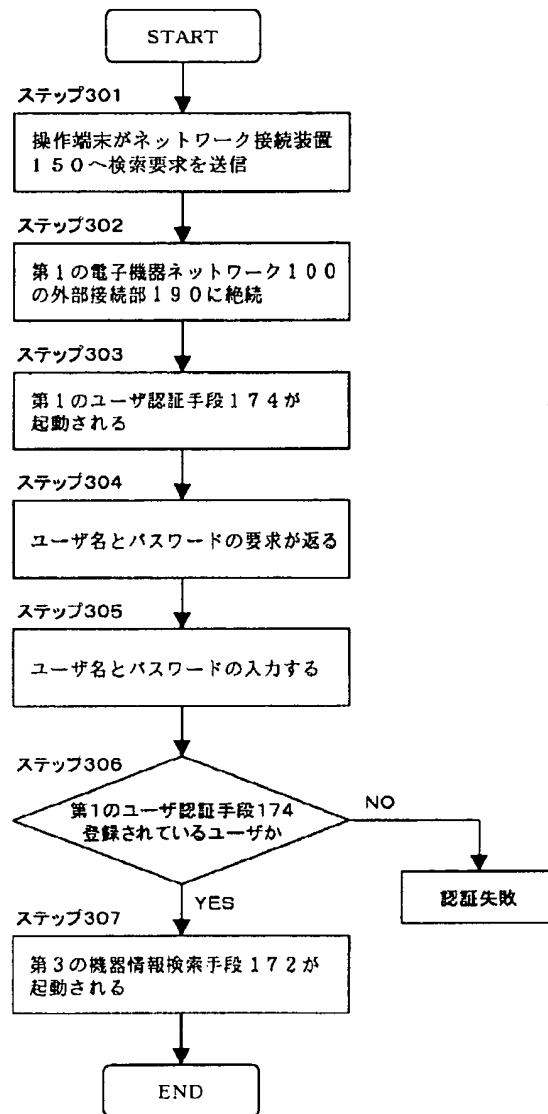 START
ステップ301
操作端末がネットワーク接続装置
１５０へ検索要求を送信
ステップ302
第1の電子機器ネットワーク１００
の外部接続部１９０に絶続
ステップ303
第1のユーザ認証手段１７４が
起動される
ステップ304
ユーザ名とパスワードの要求が返る
ステップ305
ユーザ名とパスワードの入力する
ステップ306
第1のユーザ認証手段174
登録されているユーザか
NO
認証失敗
YES
ステップ307
第３の機器情報検索手段１７２が
起動される
END